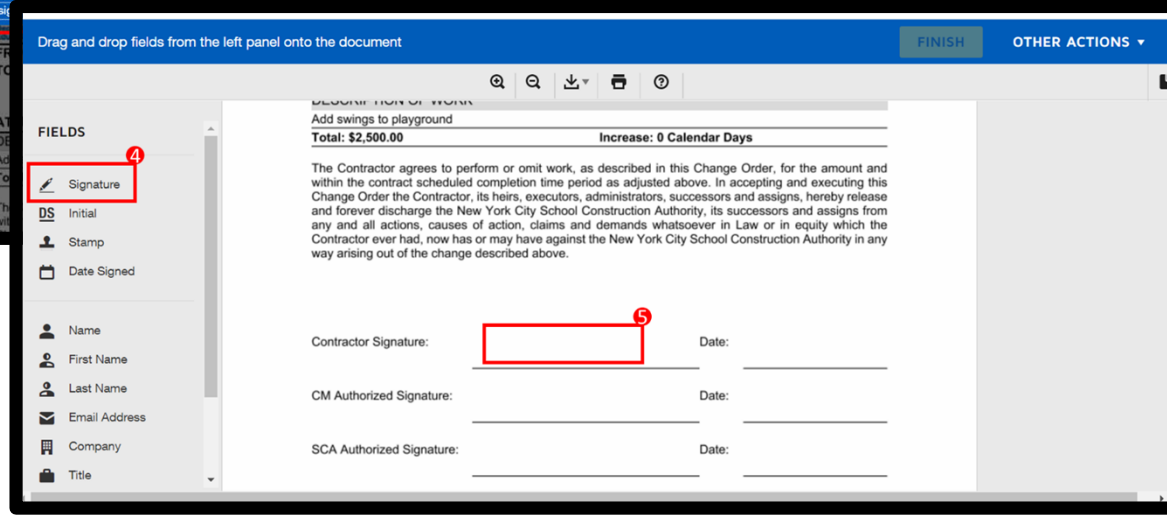 Drag and drop fields from the left panel onto the document
FINISH
OTHER ACTIONS
FIELDS
4
Signature
DS Initial
Stamp
Date Signed
Name
First Name
Last Name
Email Address
Company
Title
DESCRIPTION OF WORK
Add swings to playground
Total: $2,500.00 Increase: 0 Calendar Days
The Contractor agrees to perform or omit work, as described in this Change Order, for the amount and
within the contract scheduled completion time period as adjusted above. In accepting and executing this
Change Order the Contractor, its heirs, executors, administrators, successors and assigns, hereby release
and forever discharge the New York City School Construction Authority, its successors and assigns from
any and all actions, causes of action, claims and demands whatsoever in Law or in equity which the
Contractor ever had, now has or may have against the New York City School Construction Authority in any
way arising out of the change described above.
5
Contractor Signature: Date:
CM Authorized Signature: Date:
SCA Authorized Signature: Date: